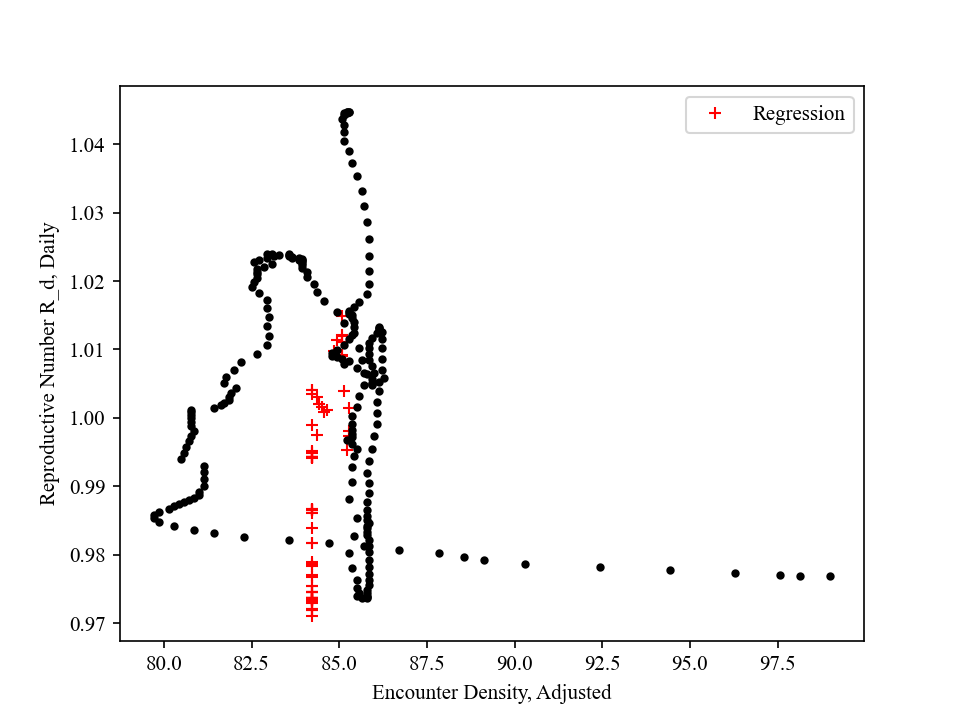 Regression
1.04
1.03
1.02
1.01
1.00
0.99
0.98
0.97
Reproductive Number R_d, Daily
80.0 82.5 85.0 87.5 90.0 92.5 95.0 97.5
Encounter Density, Adjusted